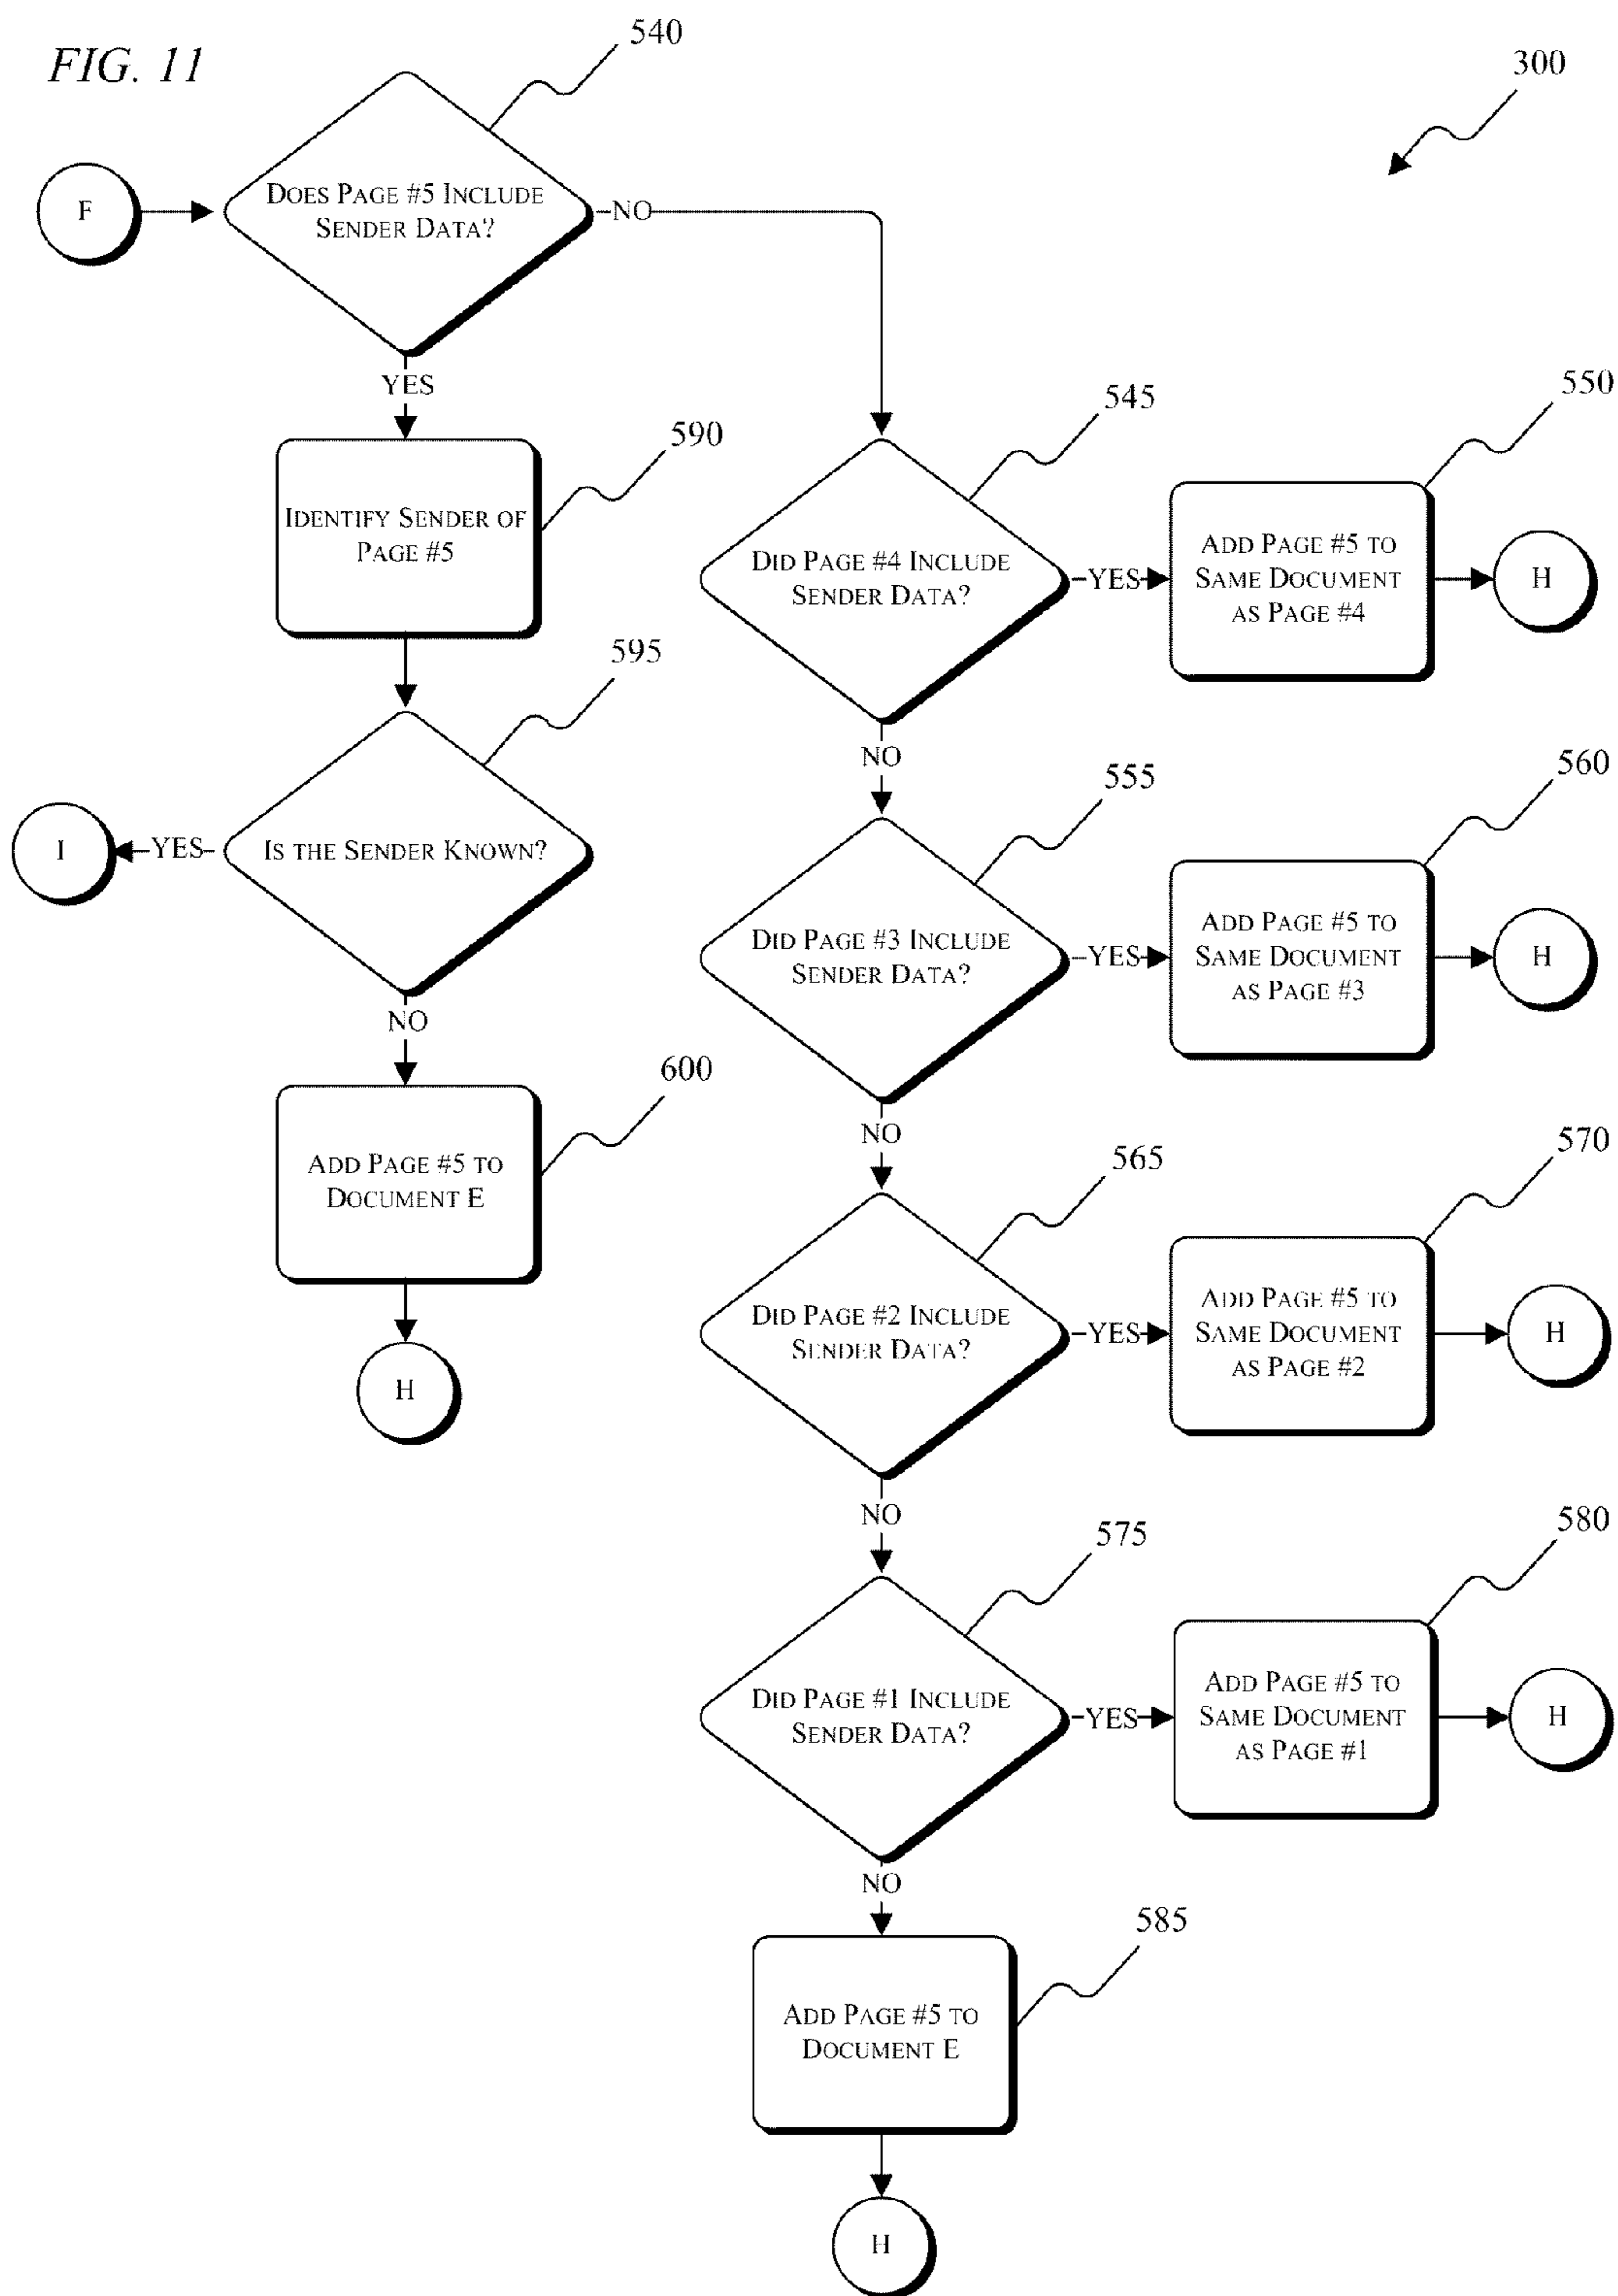 FIG. 11
540
300
F
DOES PAGE #5 INCLUDE
SENDER DATA?
NO
YES
590
IDENTIFY SENDER OF
PAGE #5
595
I
YES
IS THE SENDER KNOWN?
NO
600
ADD PAGE #5 TO
DOCUMENT E
H
545
DID PAGE #4 INCLUDE
SENDER DATA?
YES
550
ADD PAGE #5 TO
SAME DOCUMENT
AS PAGE #4
H
NO
555
DID PAGE #3 INCLUDE
SENDER DATA?
YES
560
ADD PAGE #5 TO
SAME DOCUMENT
AS PAGE #3
H
NO
565
DID PAGE #2 INCLUDE
SENDER DATA?
YES
570
ADD PAGE #5 TO
SAME DOCUMENT
AS PAGE #2
H
NO
575
DID PAGE #1 INCLUDE
SENDER DATA?
YES
580
ADD PAGE #5 TO
SAME DOCUMENT
AS PAGE #1
H
NO
585
ADD PAGE #5 TO
DOCUMENT E
H